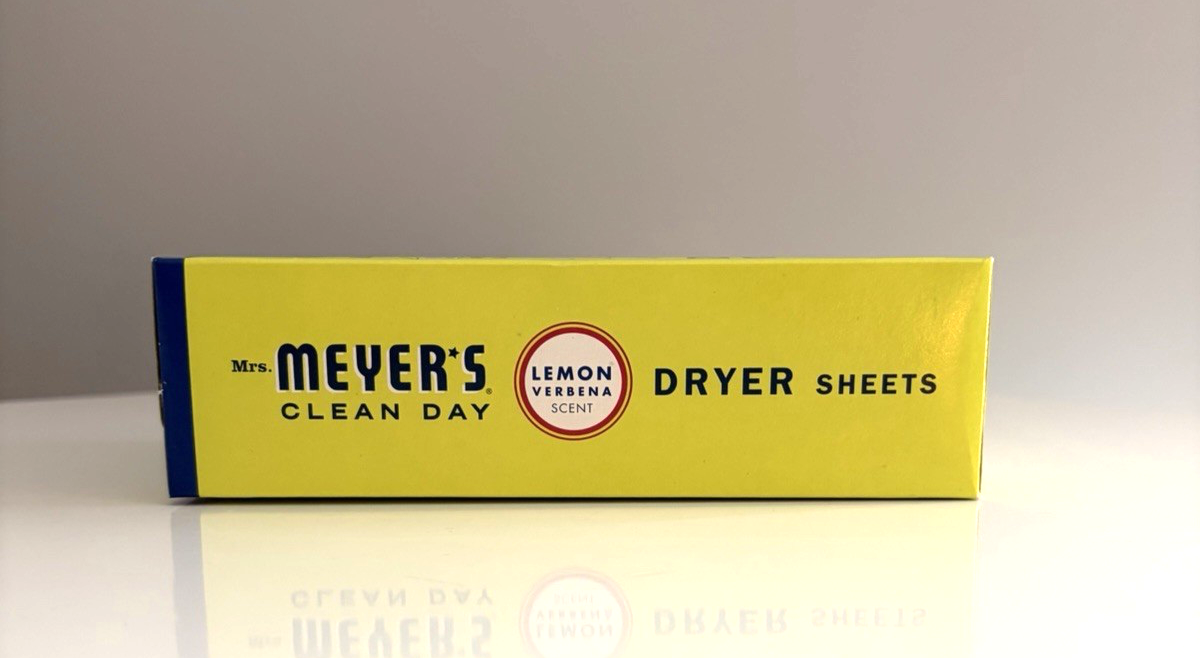 Mrs. MEYER'S®
CLEAN DAY
LEMON
VERBENA
SCENT
DRYER SHEETS